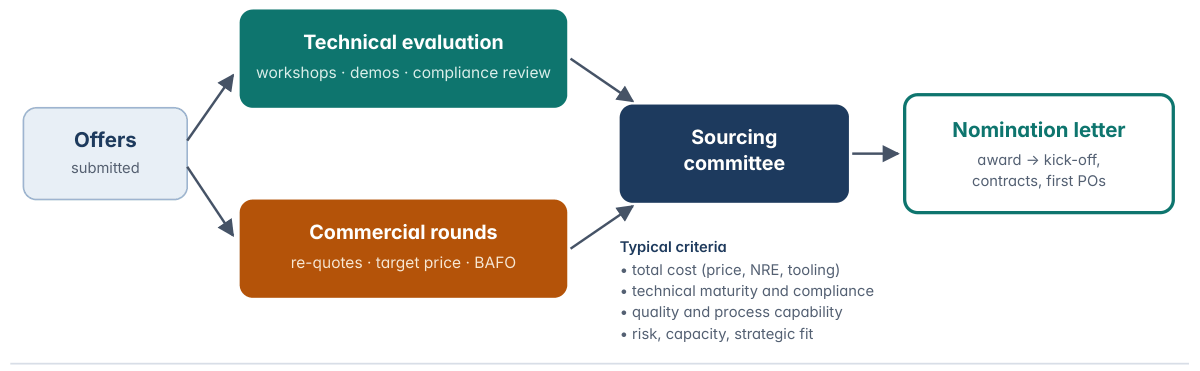 Offers
submitted
Technical evaluation
workshops · demos · compliance review
Commercial rounds
re-quotes · target price · BAFO
Sourcing
committee
Typical criteria
• total cost (price, NRE, tooling)
• technical maturity and compliance
• quality and process capability
• risk, capacity, strategic fit
Nomination letter
award → kick-off,
contracts, first POs